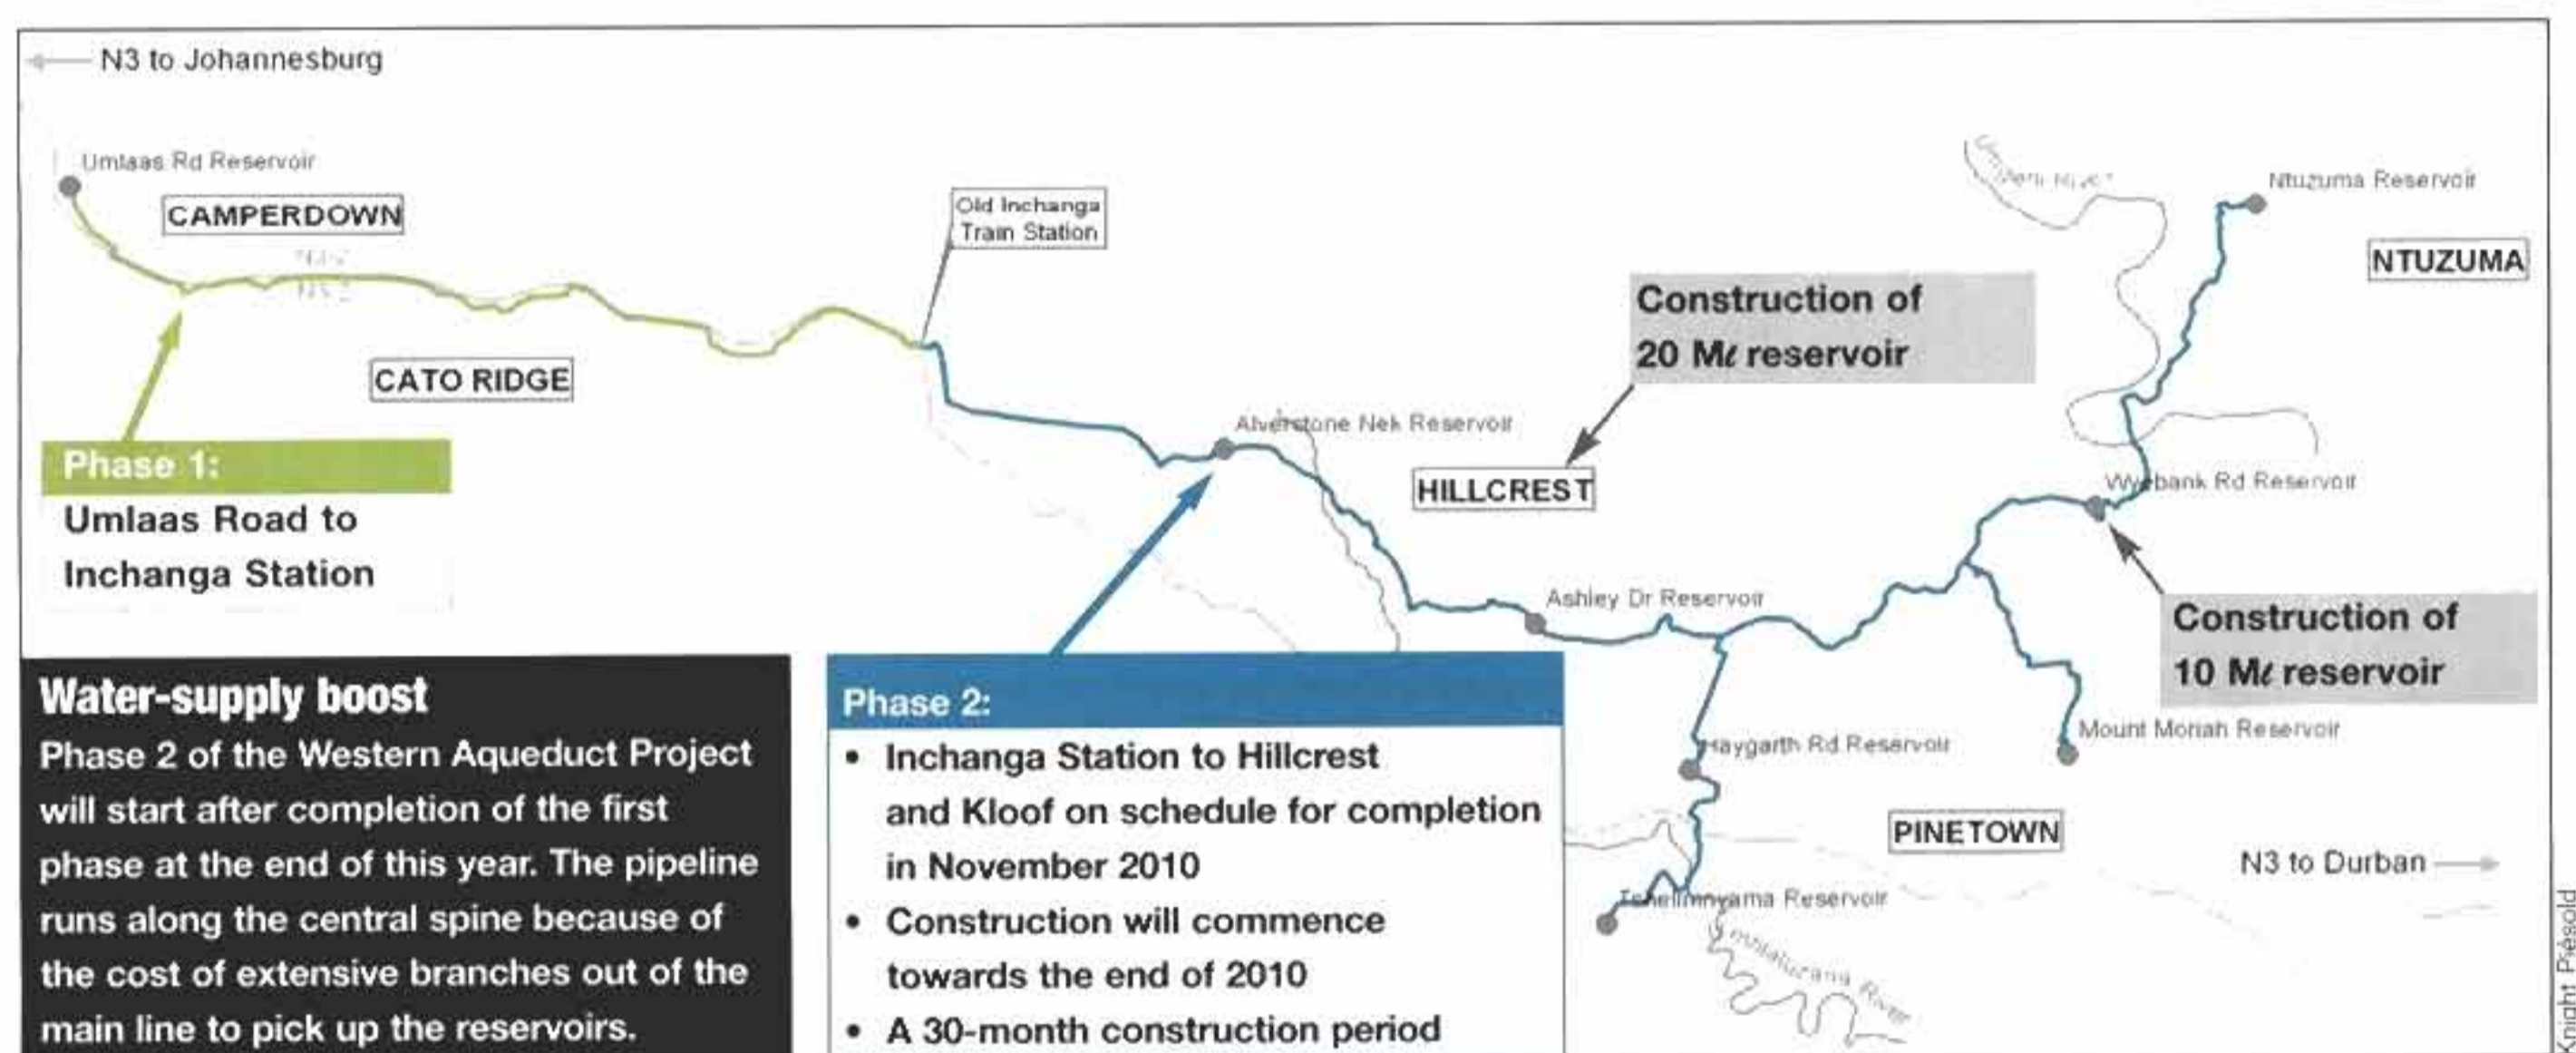 N3 to Johannesburg
Umlaas Rd Reservoir
CAMPERDOWN
Old Inchanga
Train Station
CATO RIDGE
Phase 1:
Umlaas Road to
Inchanga Station
Construction of
20 Mℓ reservoir
Alverstone Nek Reservoir
HILLCREST
Ntuzuma Reservoir
NTUZUMA
Wyebank Rd Reservoir
Ashley Dr Reservoir
Construction of
10 Mℓ reservoir
Mount Moriah Reservoir
Haygarth Rd Reservoir
PINETOWN
N3 to Durban
Reservoir
River
Water-supply boost
Phase 2 of the Western Aqueduct Project
will start after completion of the first
phase at the end of this year. The pipeline
runs along the central spine because of
the cost of extensive branches out of the
main line to pick up the reservoirs.
Phase 2:
• Inchanga Station to Hillcrest
and Kloof on schedule for completion
in November 2010
• Construction will commence
towards the end of 2010
• A 30-month construction period
Knight Piésold